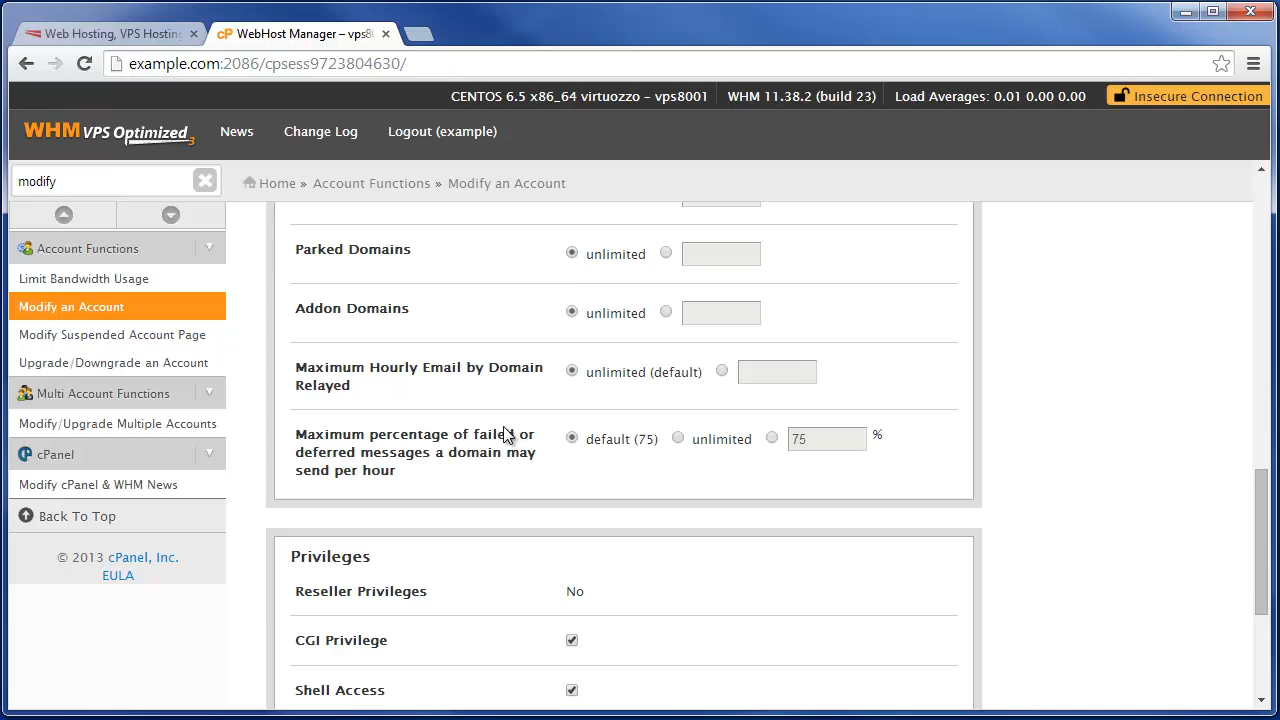 Web Hosting, VPS Hosting
WebHost Manager – vps8
example.com:2086/cpsess9723804630/
CENTOS 6.5 x86_64 virtuozzo – vps8001
WHM 11.38.2 (build 23)
Load Averages: 0.01 0.00 0.00
Insecure Connection
WHM VPS Optimized 3
News
Change Log
Logout (example)
modify
Home » Account Functions » Modify an Account
Account Functions
Limit Bandwidth Usage
Modify an Account
Modify Suspended Account Page
Upgrade/Downgrade an Account
Multi Account Functions
Modify/Upgrade Multiple Accounts
cPanel
Modify cPanel & WHM News
Back To Top
© 2013 cPanel, Inc.
EULA
Parked Domains
unlimited
Addon Domains
unlimited
Maximum Hourly Email by Domain
Relayed
unlimited (default)
Maximum percentage of failed or
deferred messages a domain may
send per hour
default (75)
unlimited
75
%
Privileges
Reseller Privileges
No
CGI Privilege
Shell Access